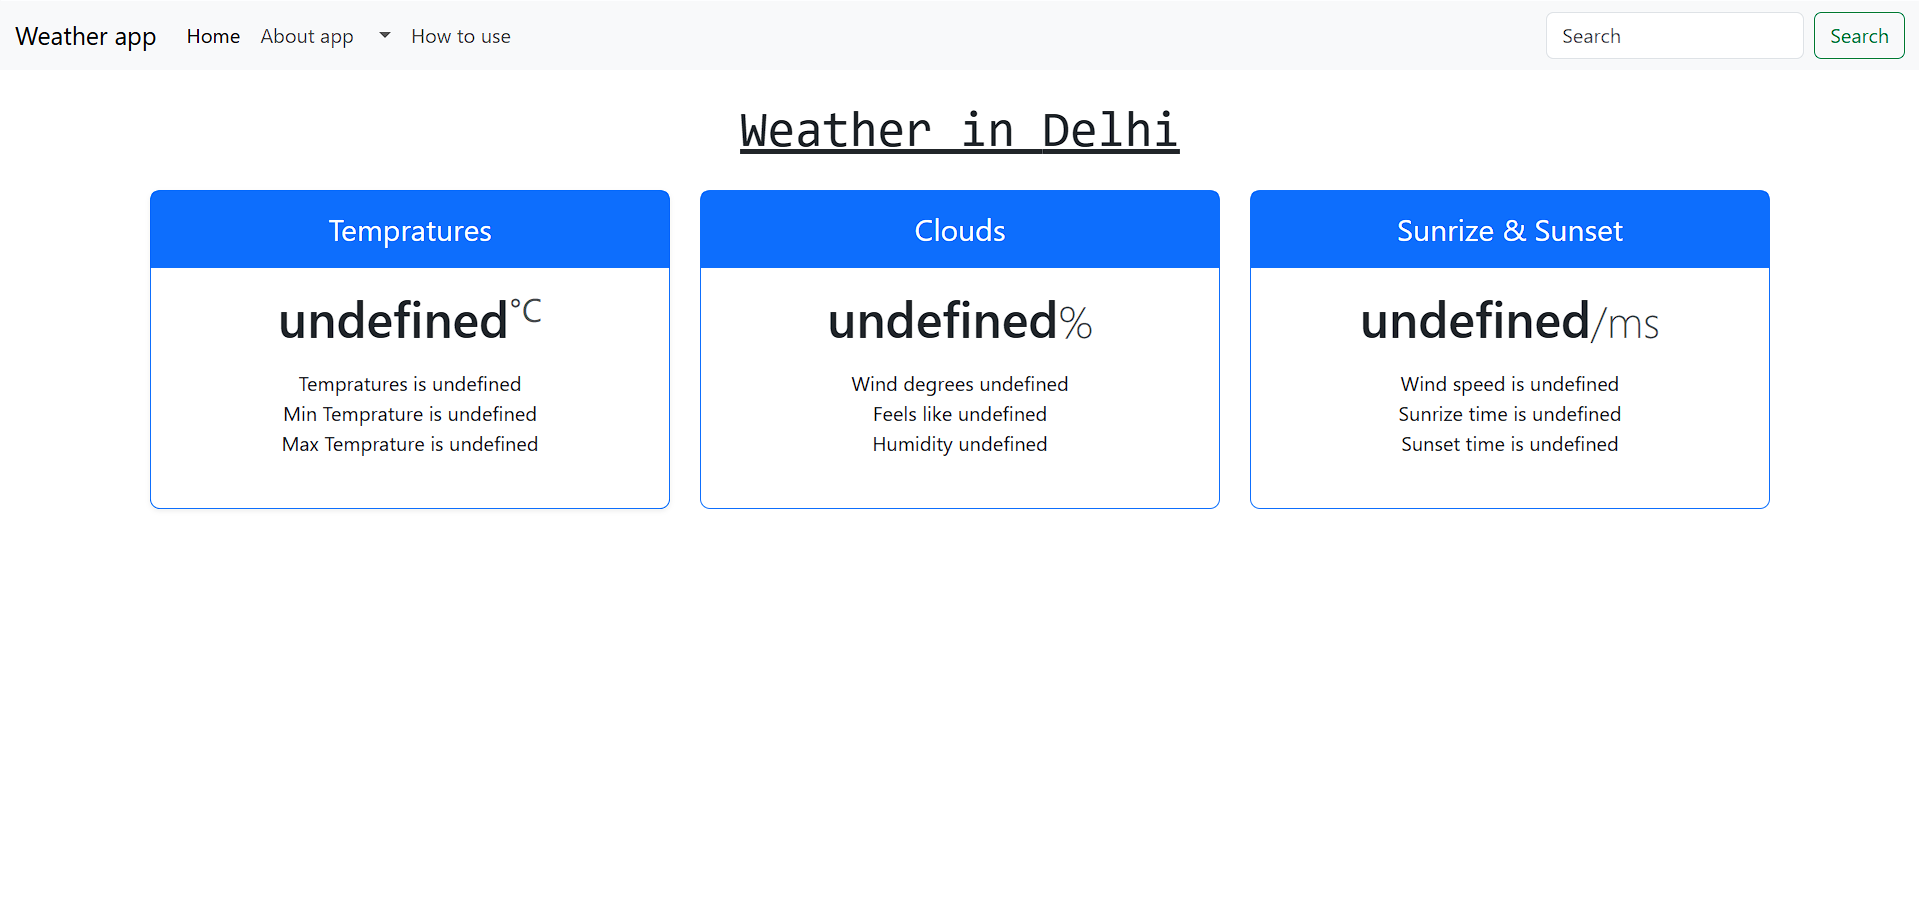 Weather app Home About app How to use Search Search
Weather in Delhi
Tempratures
undefined°C
Tempratures is undefined
Min Temprature is undefined
Max Temprature is undefined
Clouds
undefined%
Wind degrees undefined
Feels like undefined
Humidity undefined
Sunrize & Sunset
undefined/ms
Wind speed is undefined
Sunrize time is undefined
Sunset time is undefined